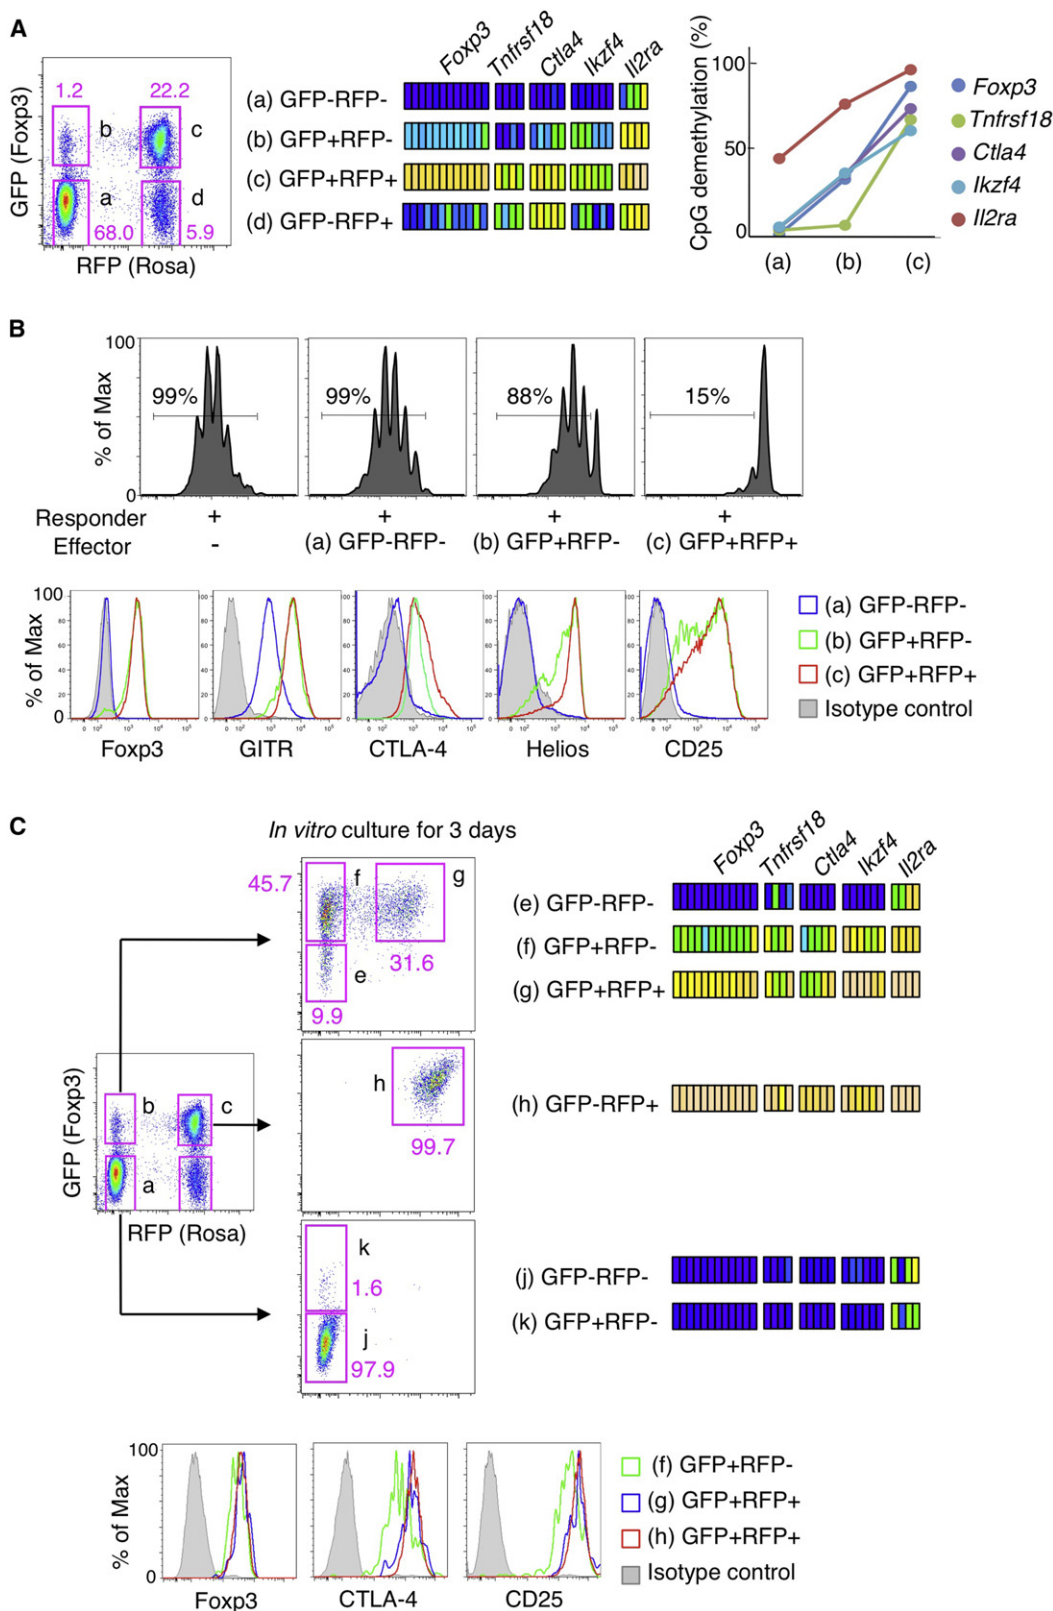 A
Foxp3 Tnfrsf18 Ctla4 Ikzf4 Il2ra
1.2 22.2
b c
a d
68.0 5.9
GFP (Foxp3)
RFP (Rosa)
(a) GFP-RFP-
(b) GFP+RFP-
(c) GFP+RFP+
(d) GFP-RFP+
CpG demethylation (%)
100
50
0
(a) (b) (c)
Foxp3
Tnfrsf18
Ctla4
Ikzf4
Il2ra
B
% of Max
100
0
99% 99% 88% 15%
Responder + + + +
Effector - (a) GFP-RFP- (b) GFP+RFP- (c) GFP+RFP+
% of Max
100
0
Foxp3 GITR CTLA-4 Helios CD25
(a) GFP-RFP-
(b) GFP+RFP-
(c) GFP+RFP+
Isotype control
C
In vitro culture for 3 days
Foxp3 Tnfrsf18 Ctla4 Ikzf4 Il2ra
45.7 f g
31.6
e
9.9
(e) GFP-RFP-
(f) GFP+RFP-
(g) GFP+RFP+
GFP (Foxp3)
b c
a
RFP (Rosa)
h
99.7
(h) GFP-RFP+
k
1.6
j
97.9
(j) GFP-RFP-
(k) GFP+RFP-
% of Max
100
0
Foxp3 CTLA-4 CD25
(f) GFP+RFP-
(g) GFP+RFP+
(h) GFP+RFP+
Isotype control